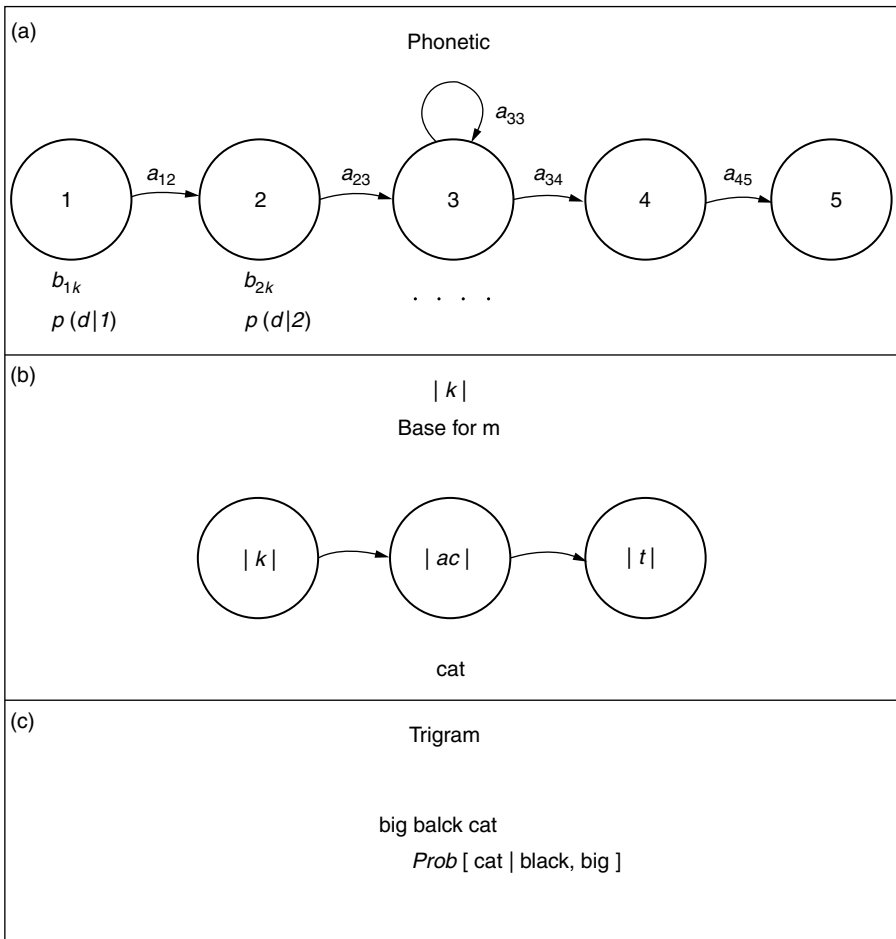 (a)
Phonetic
a33
a12 a23 a34 a45
1 2 3 4 5
b1k b2k . . . .
p (d|1) p (d|2)
(b)
| k |
Base for m
| k | | ac | | t |
cat
(c)
Trigram
big balck cat
Prob [ cat | black, big ]